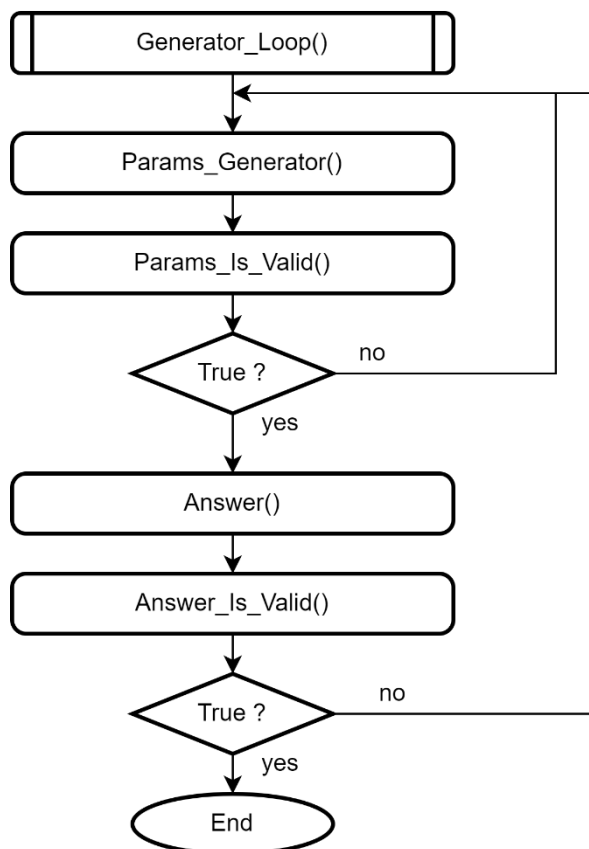 Generator_Loop()
Params_Generator()
Params_Is_Valid()
True ?
no
yes
Answer()
Answer_Is_Valid()
True ?
no
yes
End